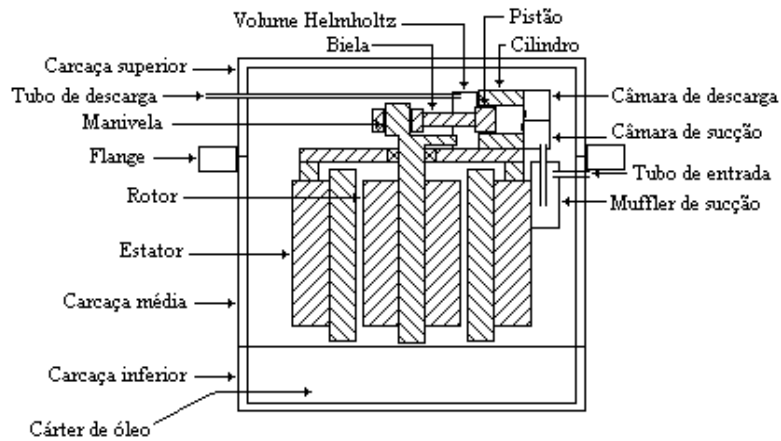 Volume Helmholtz
Pistão
Biela
Cilindro
Carcaça superior
Tubo de descarga
Câmara de descarga
Manivela
Câmara de sucção
Flange
Tubo de entrada
Rotor
Muffler de sucção
Estator
Carcaça média
Carcaça inferior
Cárter de óleo